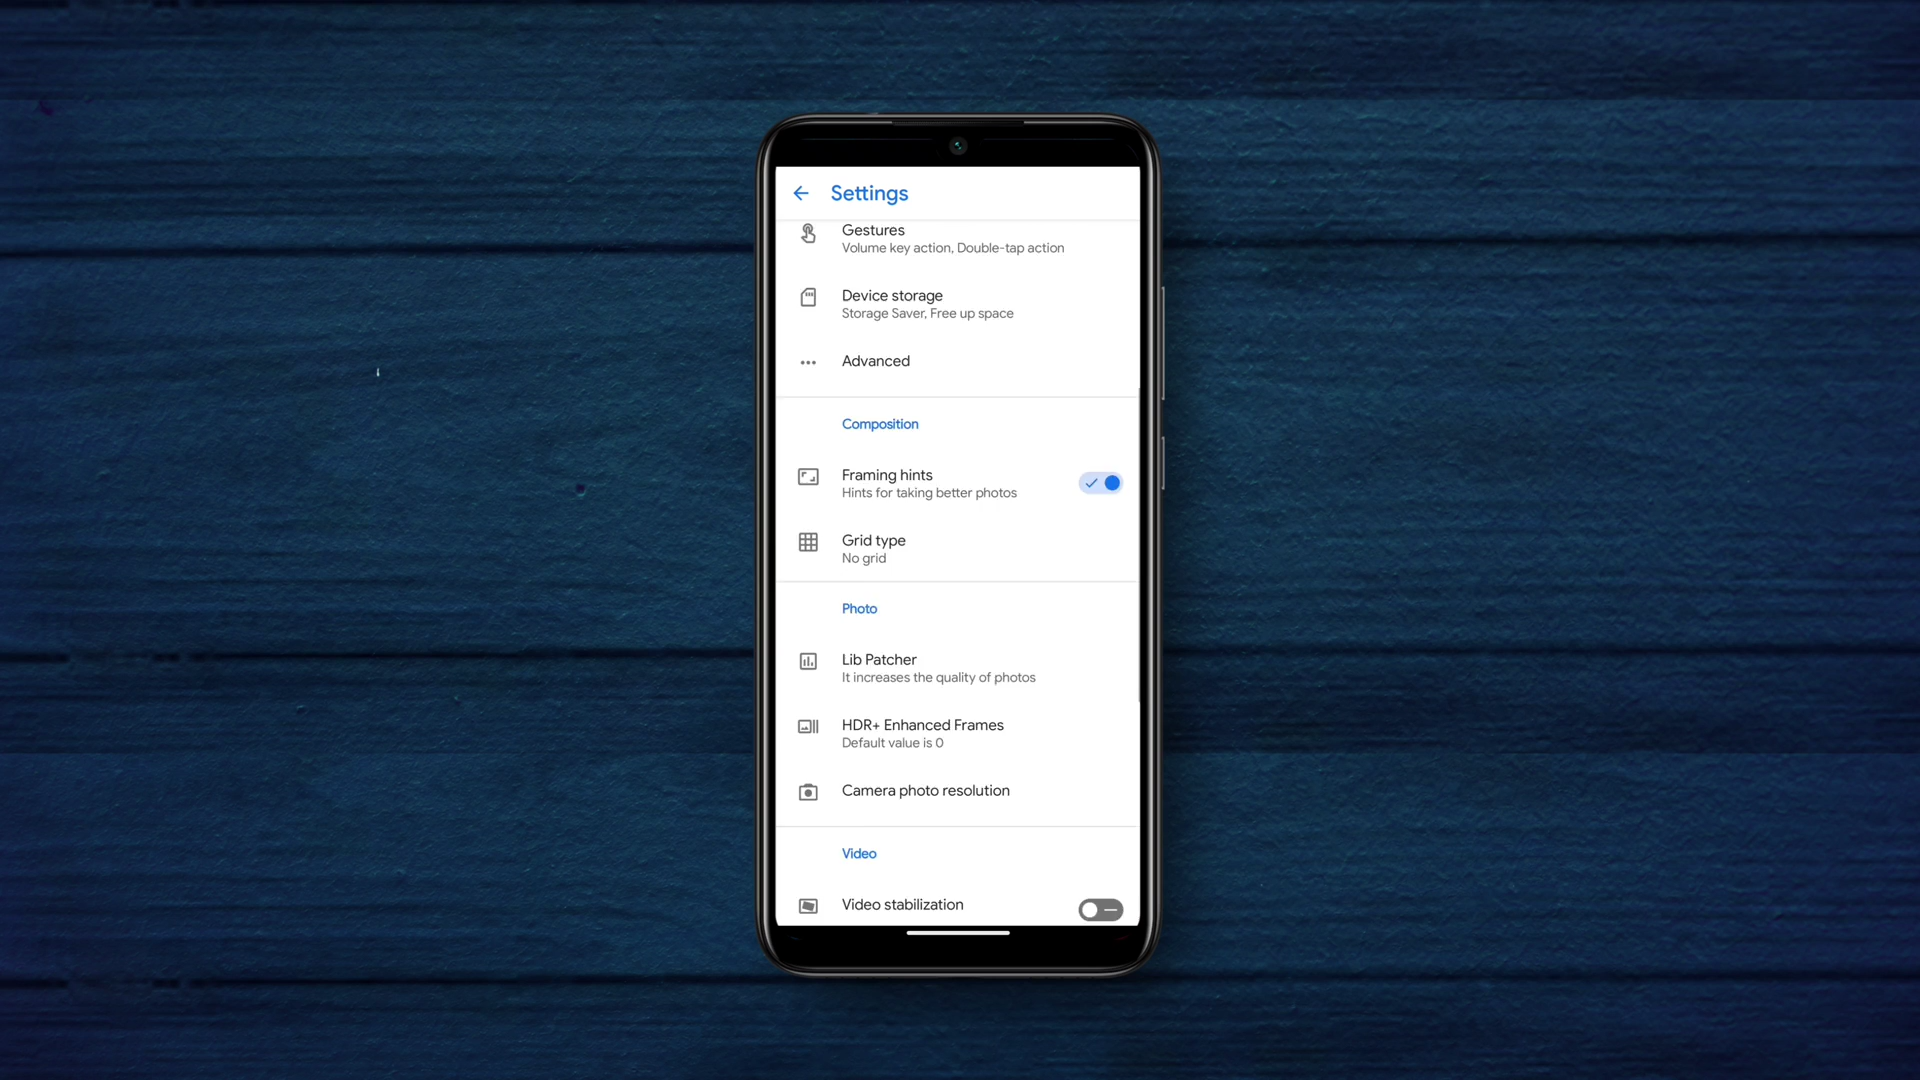 Settings
Gestures
Volume key action, Double-tap action
Device storage
Storage Saver, Free up space
Advanced
Composition
Framing hints
Hints for taking better photos
Grid type
No grid
Photo
Lib Patcher
It increases the quality of photos
HDR+ Enhanced Frames
Default value is 0
Camera photo resolution
Video
Video stabilization